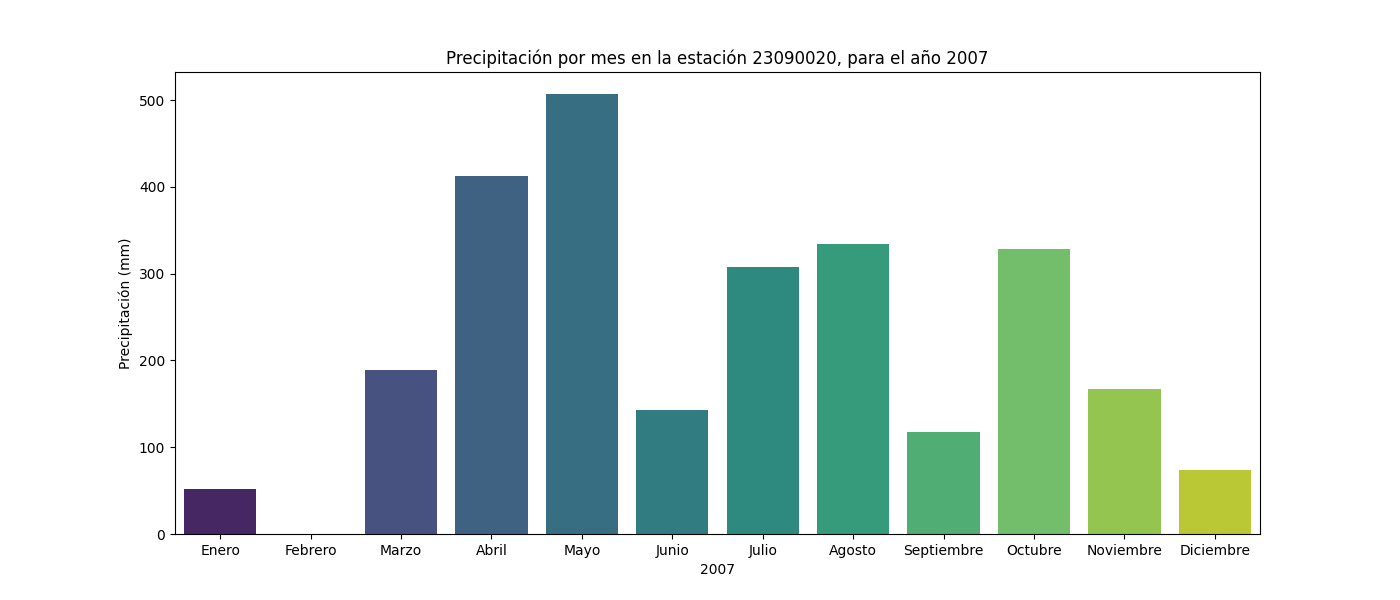 Precipitación por mes en la estación 23090020, para el año 2007
Precipitación (mm)
500
400
300
200
100
0
Enero Febrero Marzo Abril Mayo Junio Julio Agosto Septiembre Octubre Noviembre Diciembre
2007